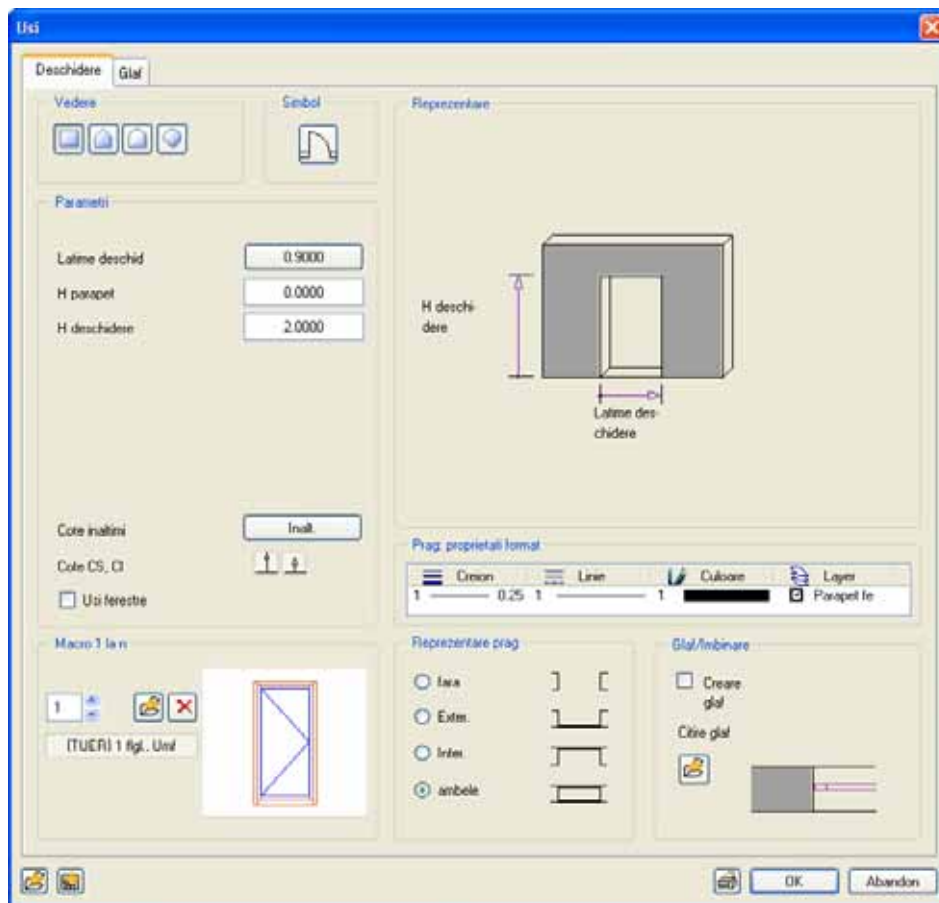 Usi
Deschidere Glaf
Vedere
Simbol
Reprezentare
Parametri
Latime deschid 0.9000
H parapet 0.0000
H deschidere 2.0000
H deschi-
dere
Latime des-
chidere
Cote inaltimi Inalt.
Cote CS, CI
Usi ferestre
Prag: proprietati format
Creion Linie Culoare Layer
1 0.25 1 1 Parapet fe
Macro 1 la n
1
(TUER) 1 flgl., Umf
Reprezentare prag
fara
Exter.
Inter.
ambele
Glaf/Imbinare
Creare
glaf
Citire glaf
OK Abandon